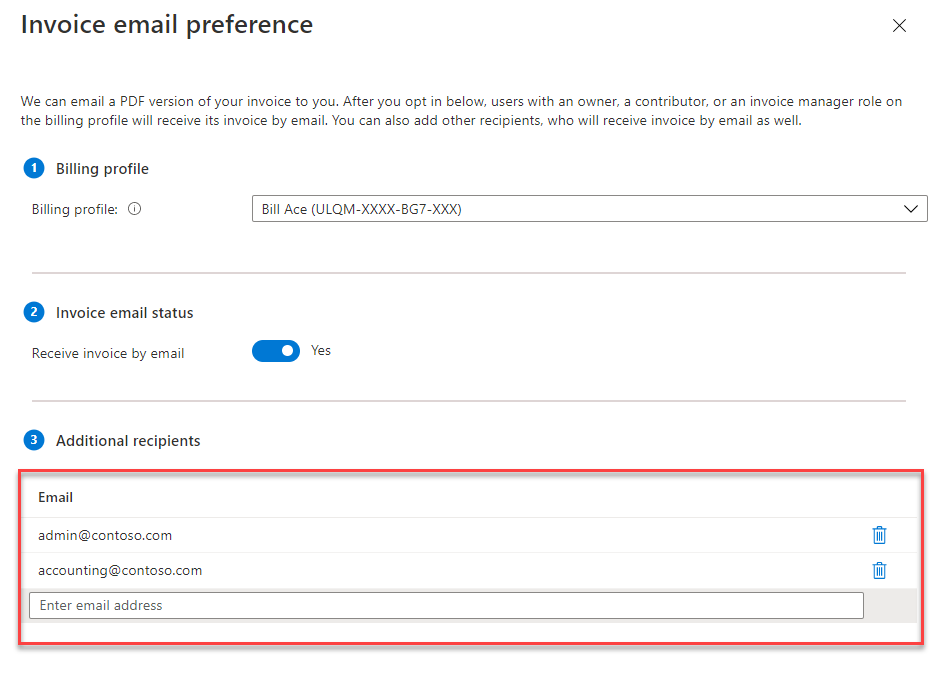 Invoice email preference
We can email a PDF version of your invoice to you. After you opt in below, users with an owner, a contributor, or an invoice manager role on
the billing profile will receive its invoice by email. You can also add other recipients, who will receive invoice by email as well.
1 Billing profile
Billing profile: Bill Ace (ULQM-XXXX-BG7-XXX)
2 Invoice email status
Receive invoice by email Yes
3 Additional recipients
Email
admin@contoso.com
accounting@contoso.com
Enter email address